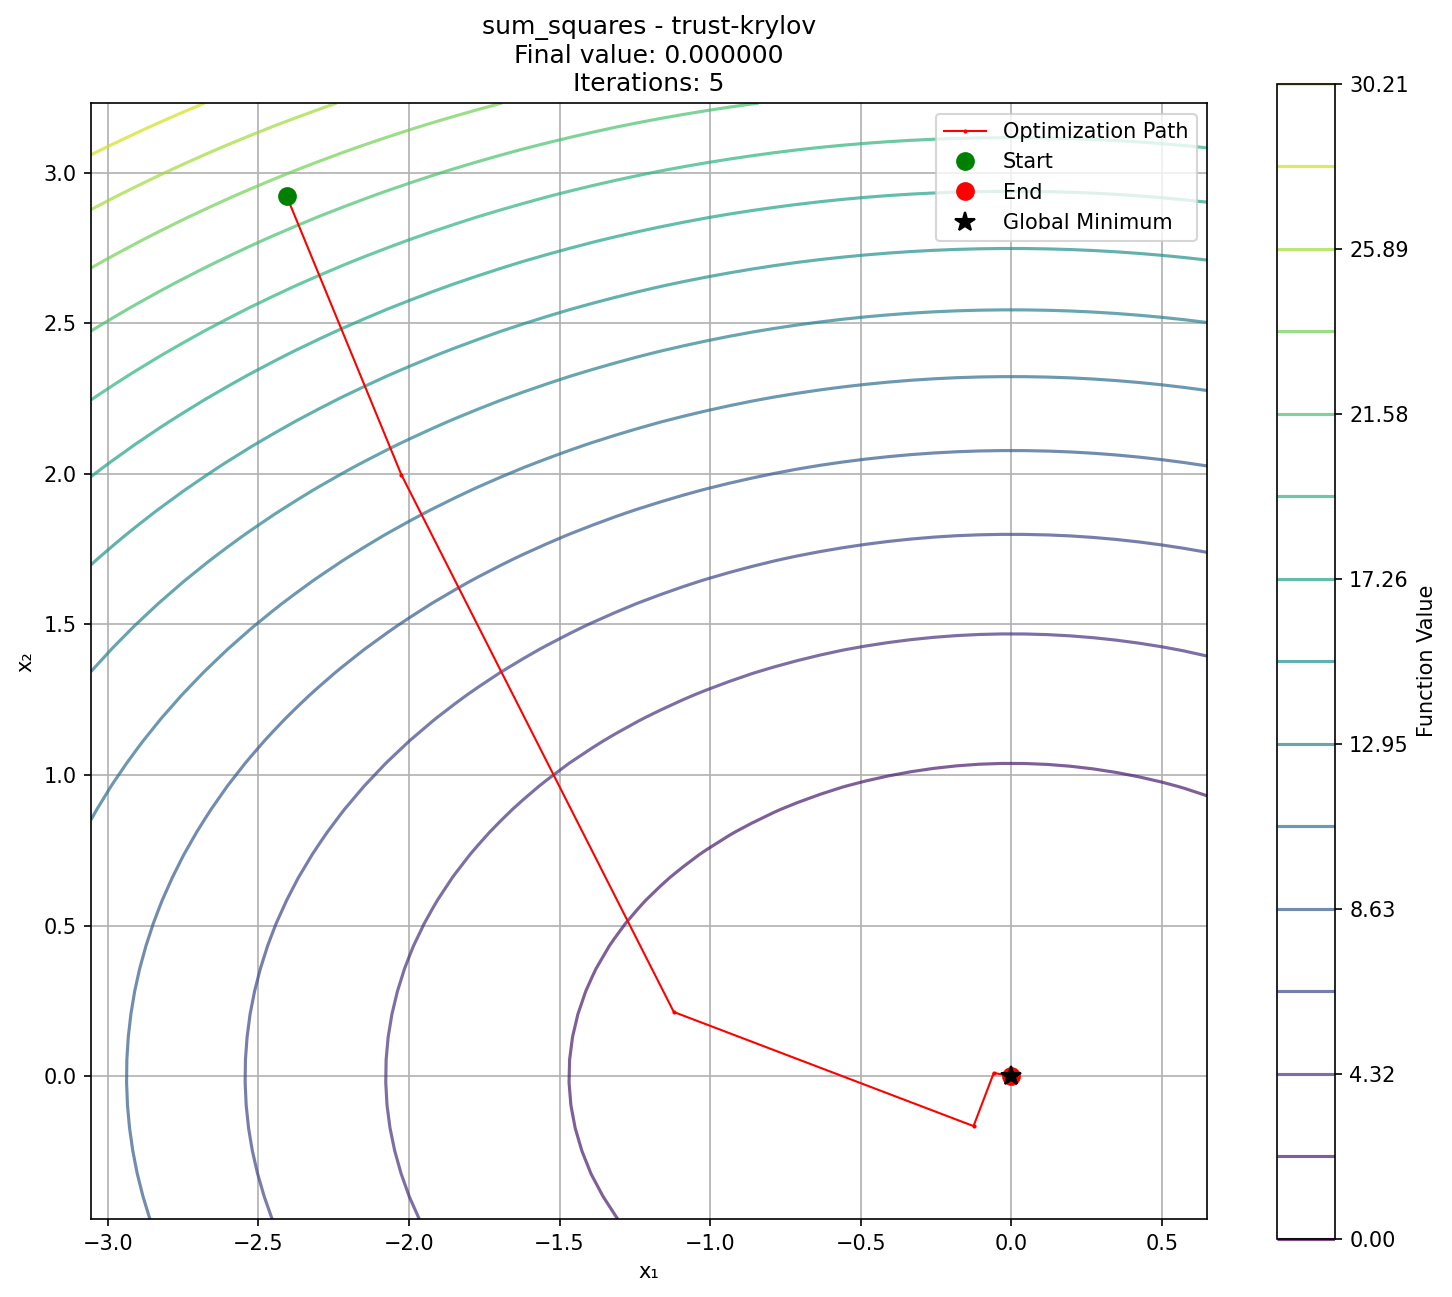 sum_squares - trust-krylov
Final value: 0.000000
Iterations: 5
Optimization Path
Start
End
Global Minimum
3.0
2.5
2.0
1.5
1.0
0.5
0.0
x₂
−3.0
−2.5
−2.0
−1.5
−1.0
−0.5
0.0
0.5
x₁
30.21
25.89
21.58
17.26
12.95
8.63
4.32
0.00
Function Value